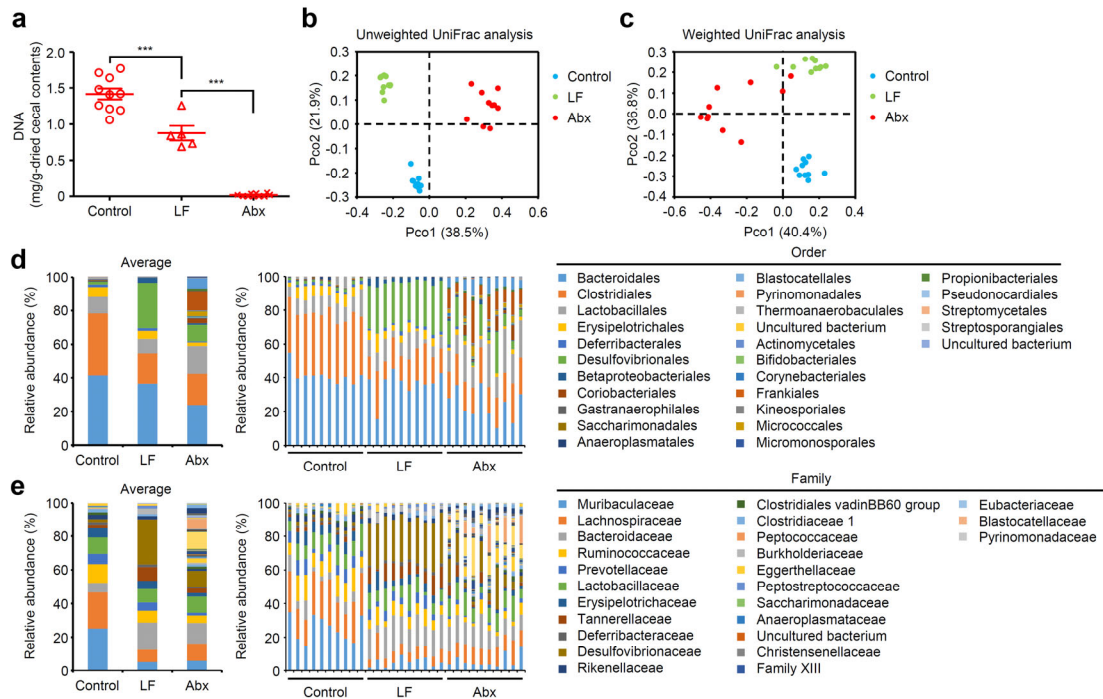 a
DNA
(mg/g-dried cecal contents)
2.0
1.5
1.0
0.5
0
***
***
Control
LF
Abx
b
Unweighted UniFrac analysis
Pco2 (21.9%)
0.3
0.2
0.1
0.0
-0.1
-0.2
-0.3
-0.4 -0.2 0.0 0.2 0.4 0.6
Pco1 (38.5%)
Control
LF
Abx
c
Weighted UniFrac analysis
Pco2 (36.8%)
0.3
0.2
0.1
0.0
-0.1
-0.2
-0.3
-0.4
-0.6 -0.4 -0.2 0.0 0.2 0.4
Pco1 (40.4%)
Control
LF
Abx
d
Average
Relative abundance (%)
100
80
60
40
20
0
Control
LF
Abx
Relative abundance (%)
100
80
60
40
20
0
Control
LF
Abx
Order
Bacteroidales
Clostridiales
Lactobacillales
Erysipelotrichales
Deferribacterales
Desulfovibrionales
Betaproteobacteriales
Coriobacteriales
Gastranaerophilales
Saccharimonadales
Anaeroplasmatales
Blastocatellales
Pyrinomonadales
Thermoanaerobaculales
Uncultured bacterium
Actinomycetales
Bifidobacteriales
Corynebacteriales
Frankiales
Kineosporiales
Micrococcales
Micromonosporales
Propionibacteriales
Pseudonocardiales
Streptomycetales
Streptosporangiales
Uncultured bacterium
e
Average
Relative abundance (%)
100
80
60
40
20
0
Control
LF
Abx
Relative abundance (%)
100
80
60
40
20
0
Control
LF
Abx
Family
Muribaculaceae
Lachnospiraceae
Bacteroidaceae
Ruminococcaceae
Prevotellaceae
Lactobacillaceae
Erysipelotrichaceae
Tannerellaceae
Deferribacteraceae
Desulfovibrionaceae
Rikenellaceae
Clostridiales vadinBB60 group
Clostridiaceae 1
Peptococcaceae
Burkholderiaceae
Eggerthellaceae
Peptostreptococcaceae
Saccharimonadaceae
Anaeroplasmataceae
Uncultured bacterium
Christensenellaceae
Family XIII
Eubacteriaceae
Blastocatellaceae
Pyrinomonadaceae